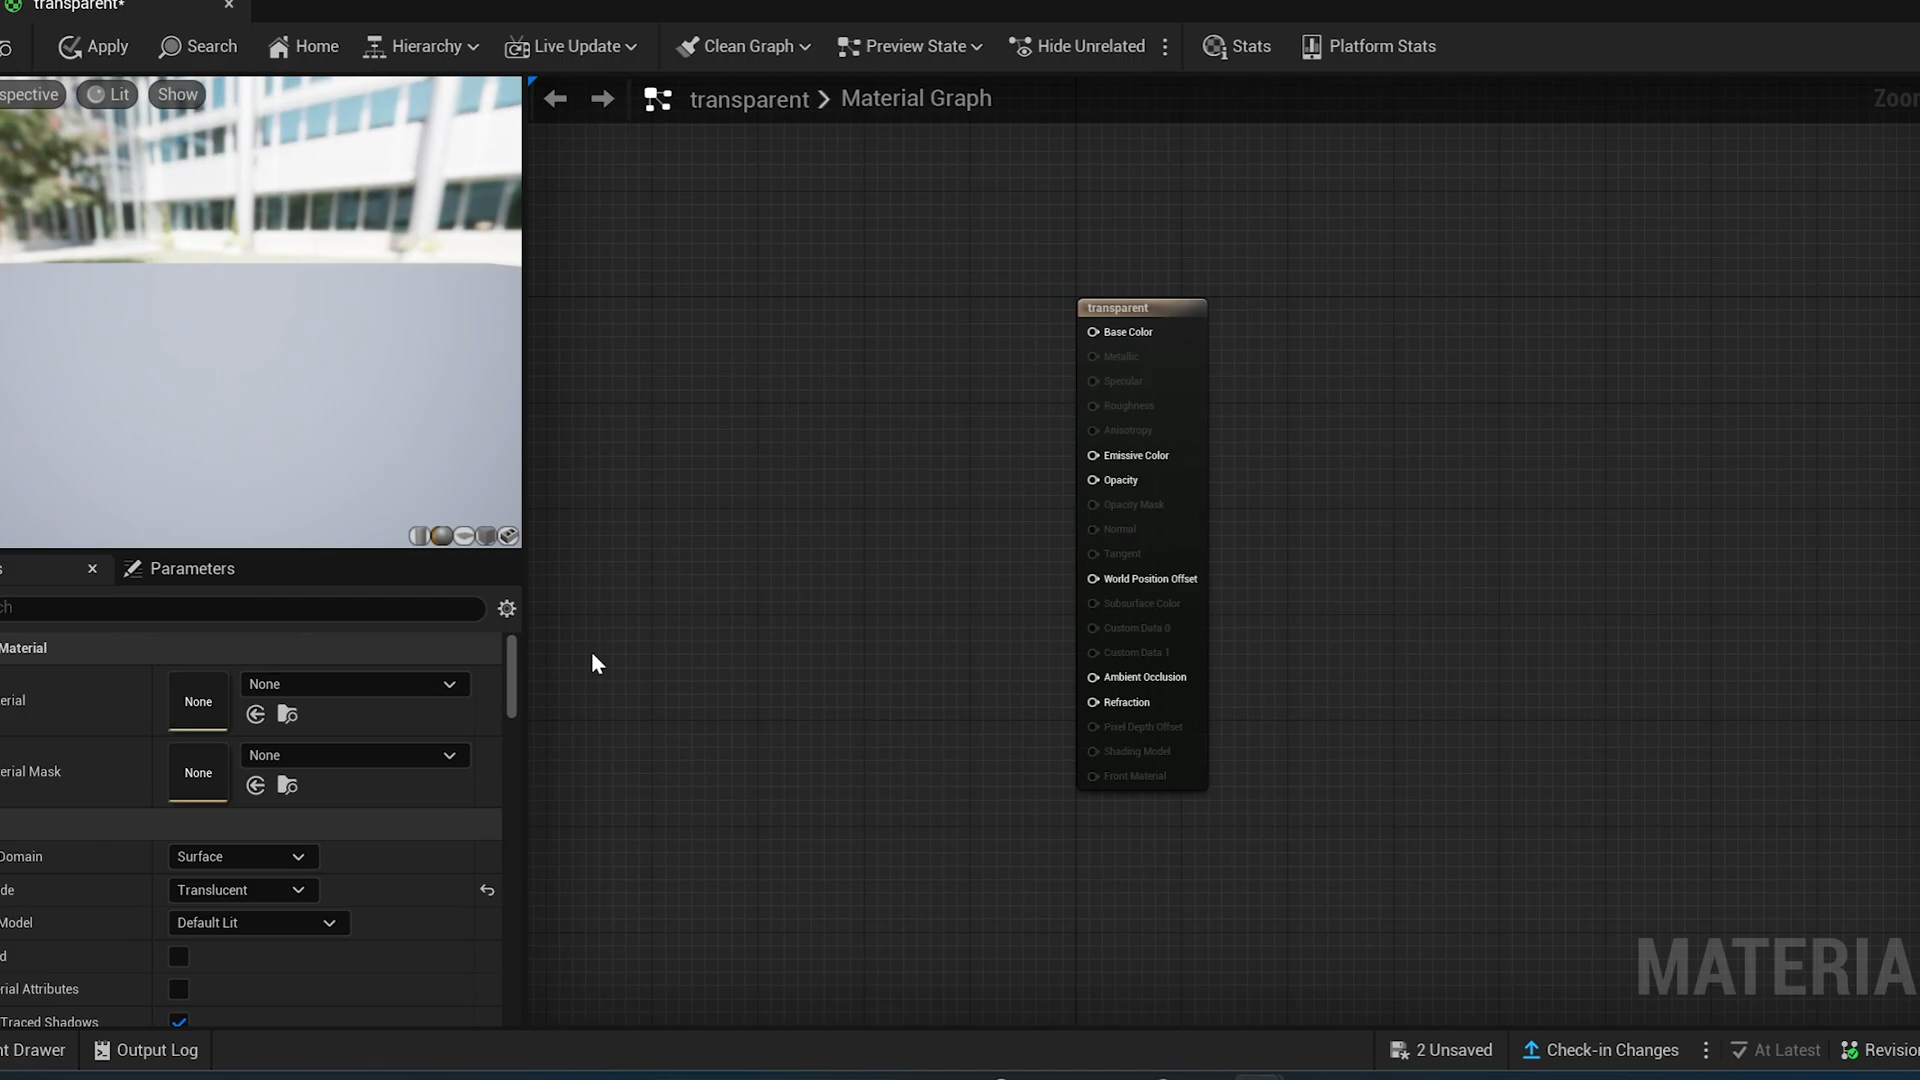 transparent*
Apply Search Home Hierarchy Live Update Clean Graph Preview State Hide Unrelated Stats Platform Stats
spective Lit Show
transparent > Material Graph
Zoom
transparent
Base Color
Metallic
Specular
Roughness
Anisotropy
Emissive Color
Opacity
Opacity Mask
Normal
Tangent
World Position Offset
Subsurface Color
Custom Data 0
Custom Data 1
Ambient Occlusion
Refraction
Pixel Depth Offset
Shading Model
Front Material
s Parameters
ch
Material
erial None None
erial Mask None None
Domain Surface
de Translucent
Model Default Lit
d
rial Attributes
Traced Shadows
MATERIA
nt Drawer Output Log 2 Unsaved Check-in Changes At Latest Revision